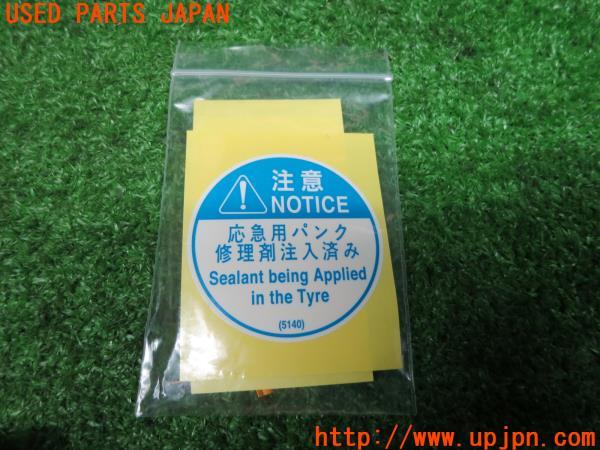 USED PARTS JAPAN
注意
NOTICE
応急用パンク
修理剤注入済み
Sealant being Applied
in the Tyre
(5140)
http://www.upjpn.com